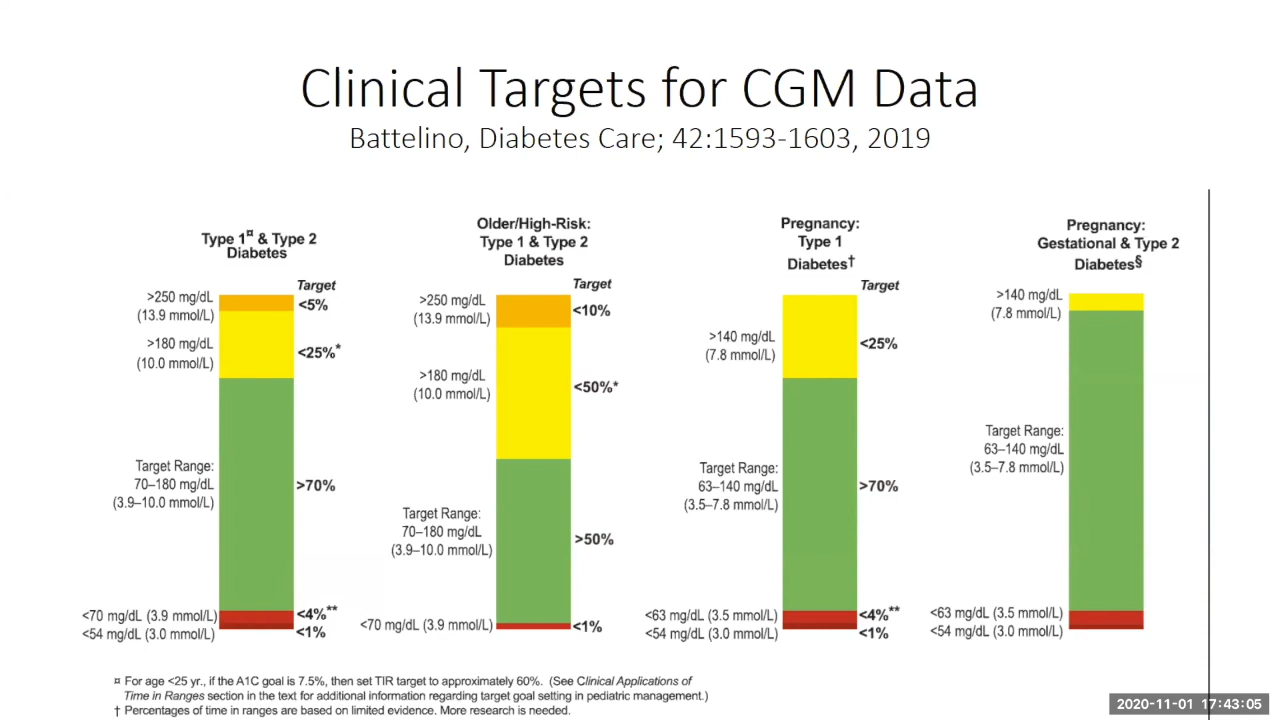 Clinical Targets for CGM Data
Battelino, Diabetes Care; 42:1593-1603, 2019
Type 1¤ & Type 2
Diabetes
Target
>250 mg/dL
(13.9 mmol/L)
<5%
>180 mg/dL
(10.0 mmol/L)
<25%*
Target Range:
70–180 mg/dL
(3.9–10.0 mmol/L)
>70%
<70 mg/dL (3.9 mmol/L)
<4%**
<54 mg/dL (3.0 mmol/L)
<1%
Older/High-Risk:
Type 1 & Type 2
Diabetes
Target
>250 mg/dL
(13.9 mmol/L)
<10%
>180 mg/dL
(10.0 mmol/L)
<50%*
Target Range:
70–180 mg/dL
(3.9–10.0 mmol/L)
>50%
<70 mg/dL (3.9 mmol/L)
<1%
Pregnancy:
Type 1
Diabetes†
Target
>140 mg/dL
(7.8 mmol/L)
<25%
Target Range:
63–140 mg/dL
(3.5–7.8 mmol/L)
>70%
<63 mg/dL (3.5 mmol/L)
<4%**
<54 mg/dL (3.0 mmol/L)
<1%
Pregnancy:
Gestational & Type 2
Diabetes§
>140 mg/dL
(7.8 mmol/L)
Target Range:
63–140 mg/dL
(3.5–7.8 mmol/L)
<63 mg/dL (3.5 mmol/L)
<54 mg/dL (3.0 mmol/L)
¤ For age <25 yr., if the A1C goal is 7.5%, then set TIR target to approximately 60%. (See Clinical Applications of
Time in Ranges section in the text for additional information regarding target goal setting in pediatric management.)
† Percentages of time in ranges are based on limited evidence. More research is needed.
2020-11-01 17:43:05